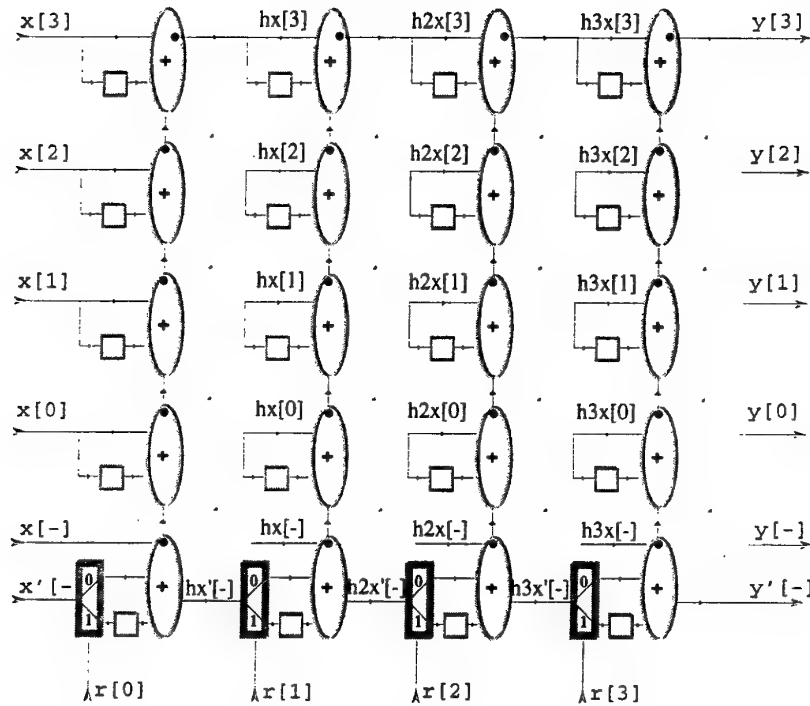 x[3] hx[3] h2x[3] h3x[3] y[3]
+ + + +
x[2] hx[2] h2x[2] h3x[2] y[2]
+ + + +
x[1] hx[1] h2x[1] h3x[1] y[1]
+ + + +
x[0] hx[0] h2x[0] h3x[0] y[0]
+ + + +
x[-] hx[-] h2x[-] h3x[-] y[-]
0 0 0 0
x'[- + hx'[-] + h2x'[-] + h3x'[-] + y'[-]
1 1 1 1
r[0] r[1] r[2] r[3]